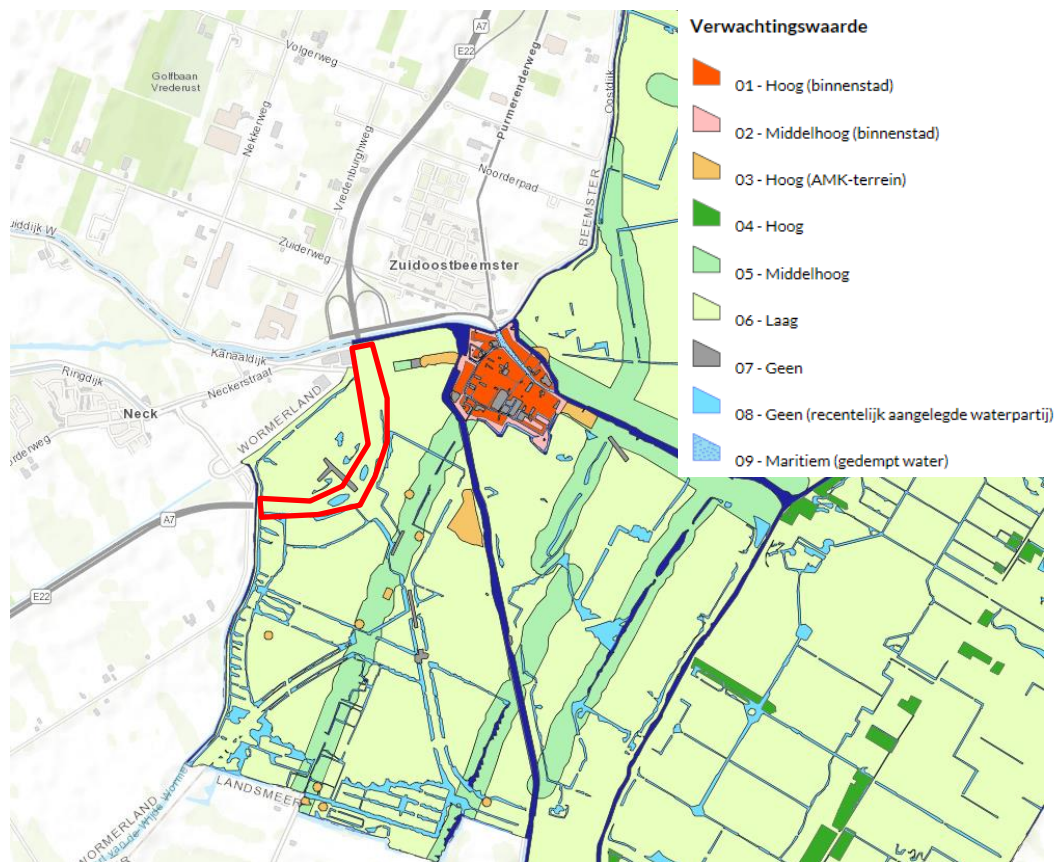 Verwachtingswaarde
01 - Hoog (binnenstad)
02 - Middelhoog (binnenstad)
03 - Hoog (AMK-terrein)
04 - Hoog
05 - Middelhoog
06 - Laag
07 - Geen
08 - Geen (recentelijk aangelegde waterpartij)
09 - Maritiem (gedempt water)
A7
E22
Volgerweg
Golfbaan
Vrederust
Nekkerweg
Vredenburghweg
Purmerenderweg
Oostdijk
Noorderpad
BEEMSTER
Zuiderweg
Zuidoostbeemster
Kanaaldijk
Ringdijk
Neckerstraat
Neck
WORMERLAND
A7
E22
LANDSMEER
WORMERLAND